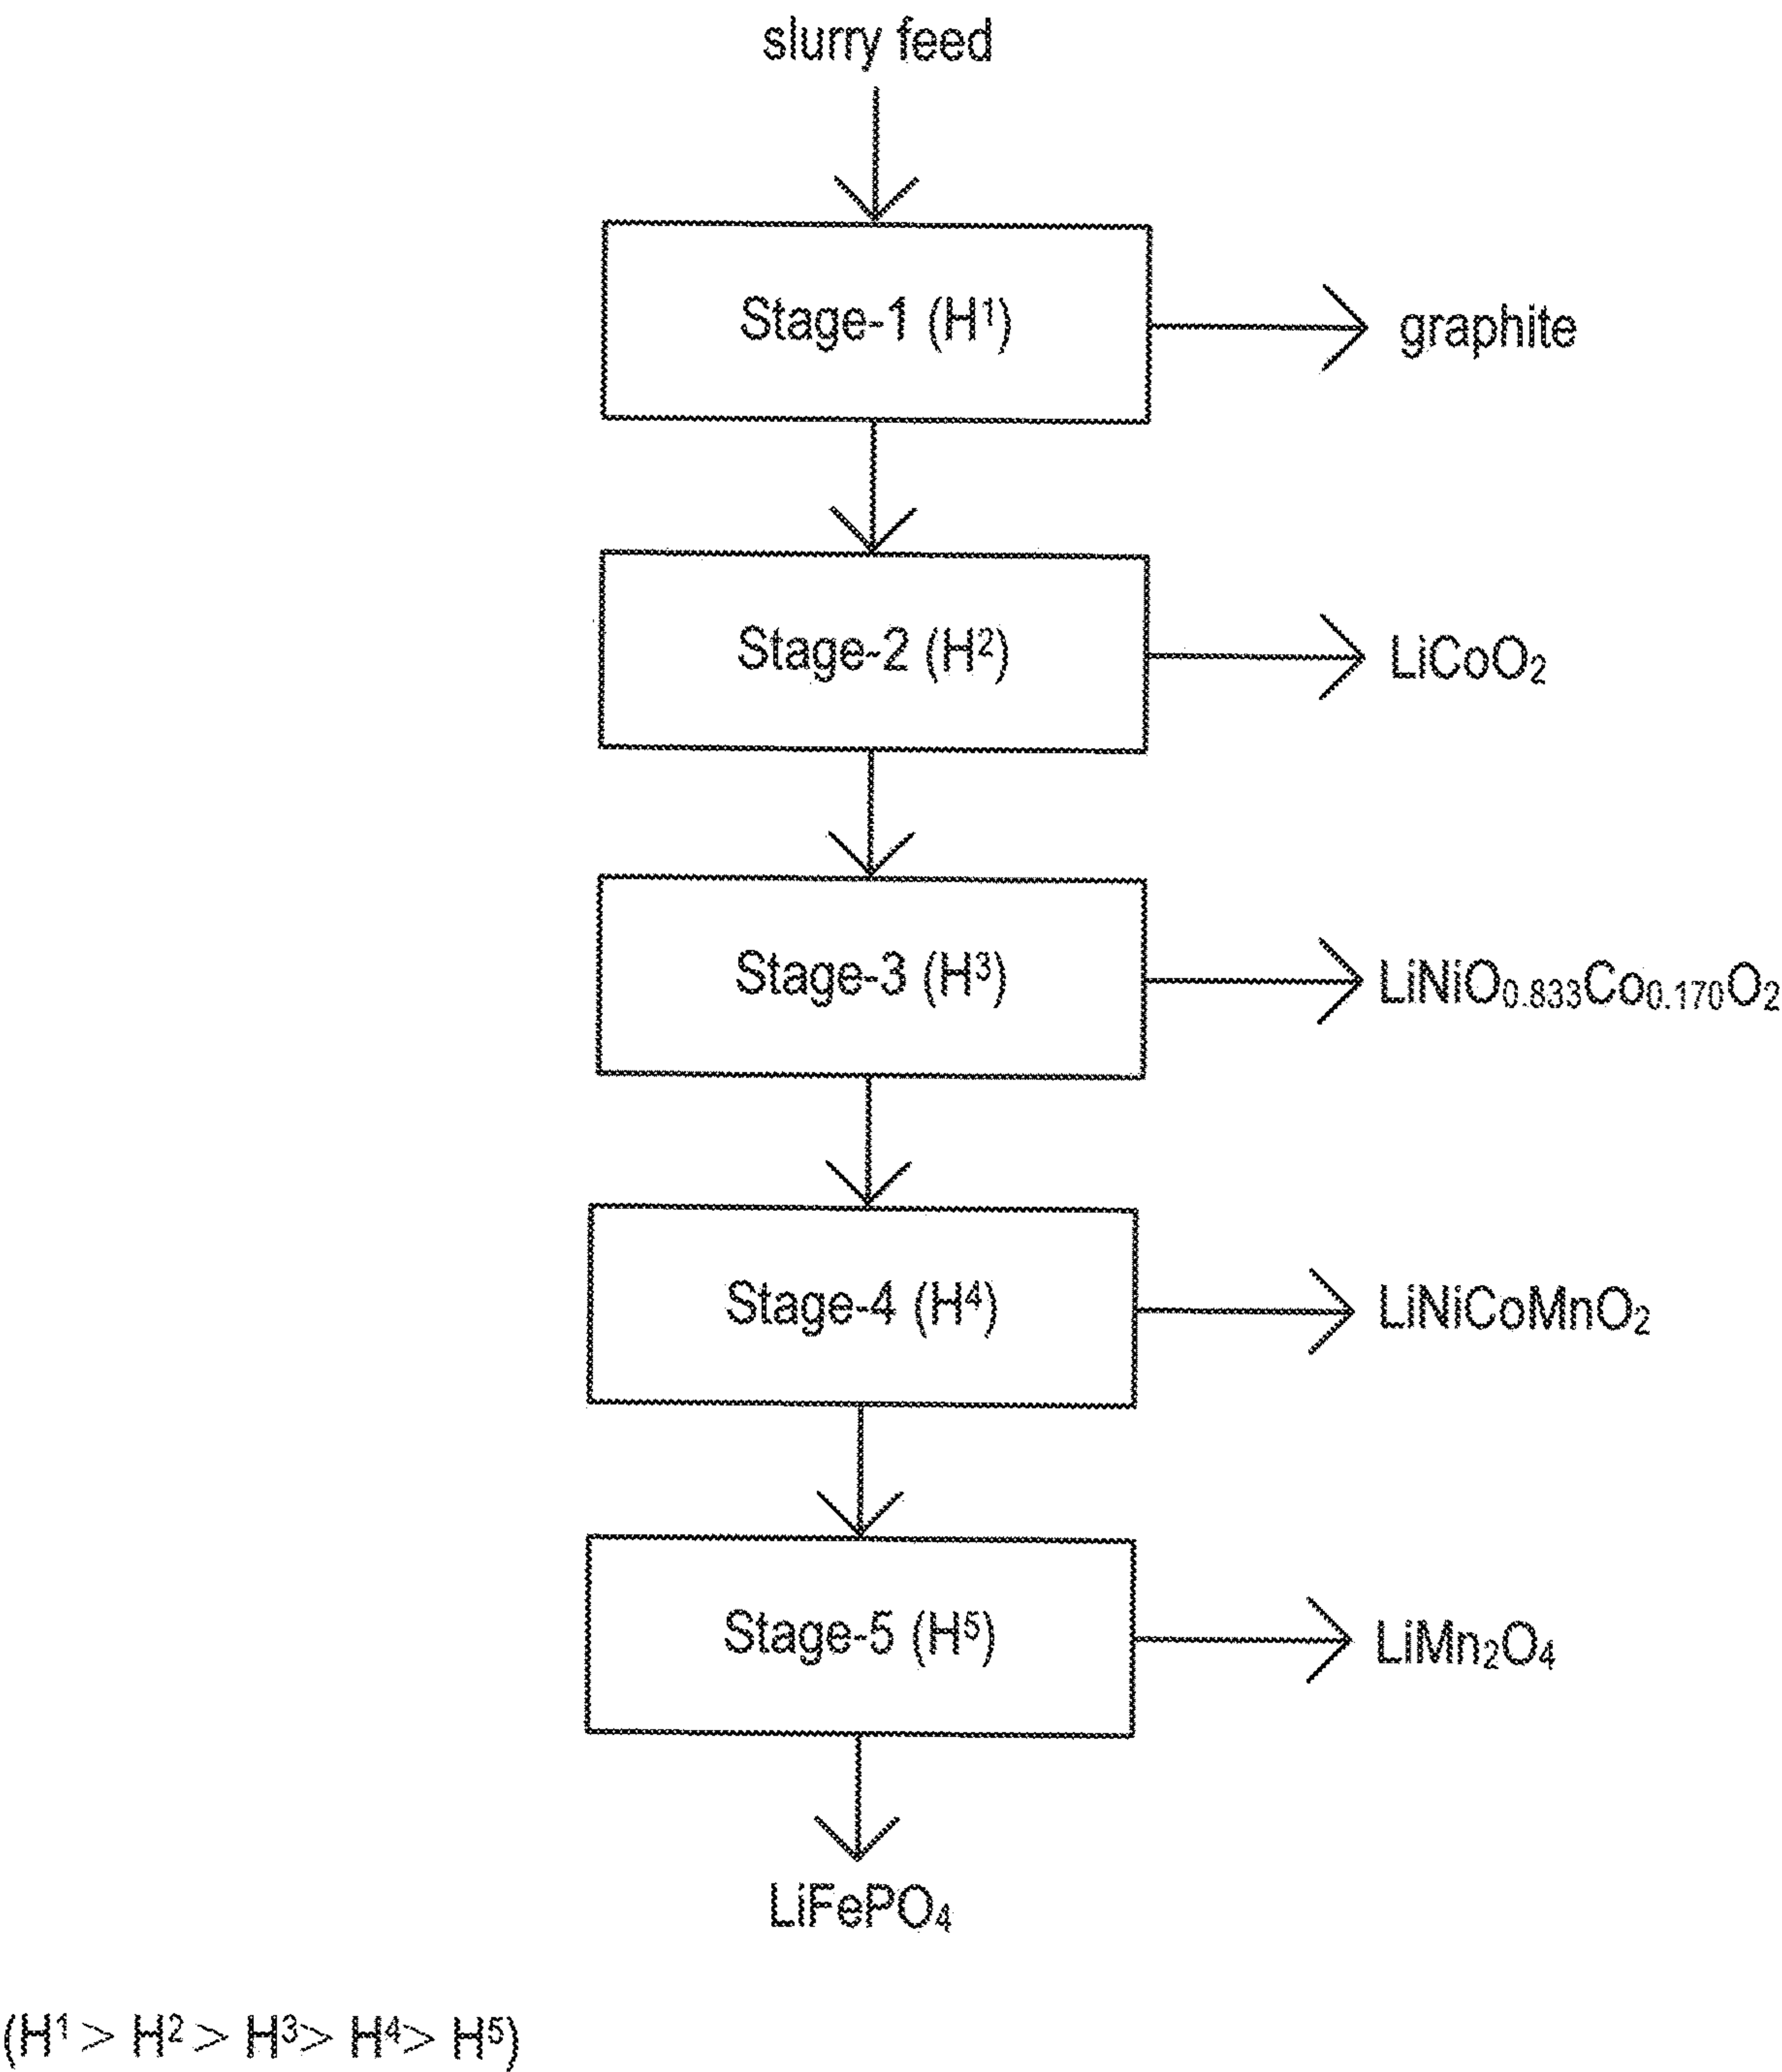 slurry feed
Stage-1 (H¹)
graphite
Stage-2 (H²)
LiCoO₂
Stage-3 (H³)
LiNiO₀.₈₃₃Co₀.₁₇₀O₂
Stage-4 (H⁴)
LiNiCoMnO₂
Stage-5 (H⁵)
LiMn₂O₄
LiFePO₄
(H¹ > H² > H³> H⁴> H⁵)